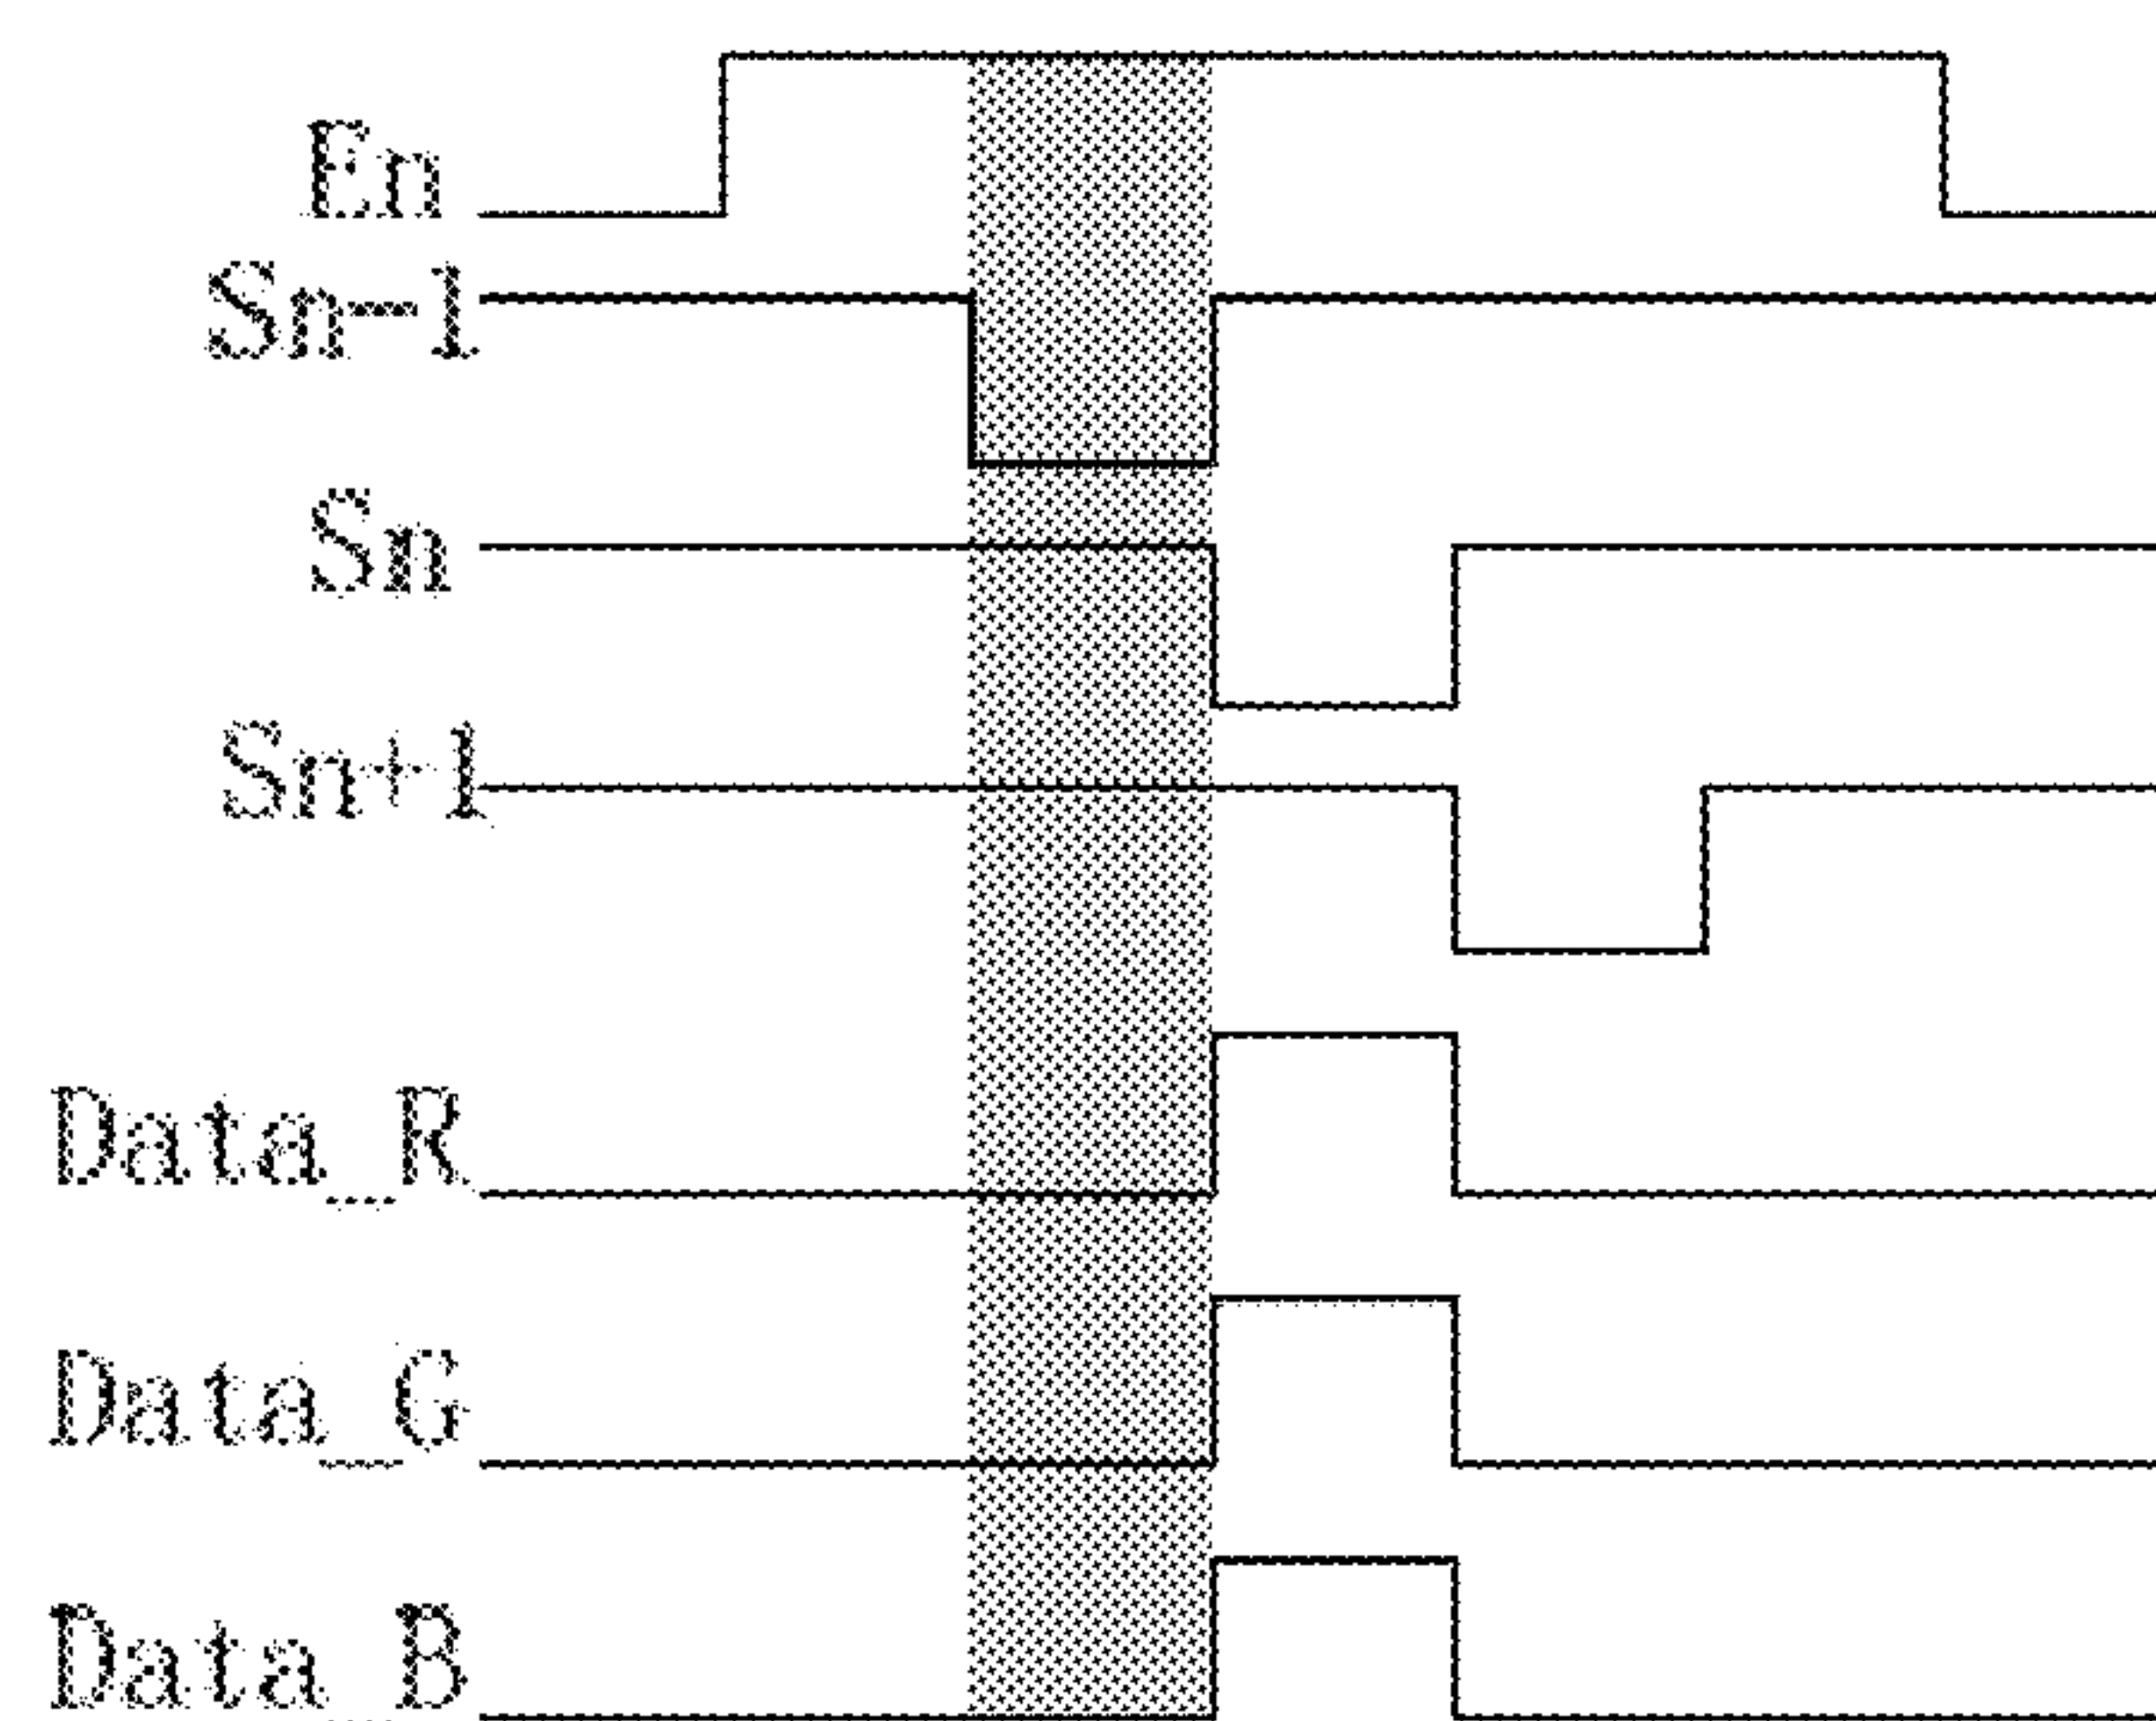 En
Sn-1
Sn
Sn+1
Data_R
Data_G
Data_B